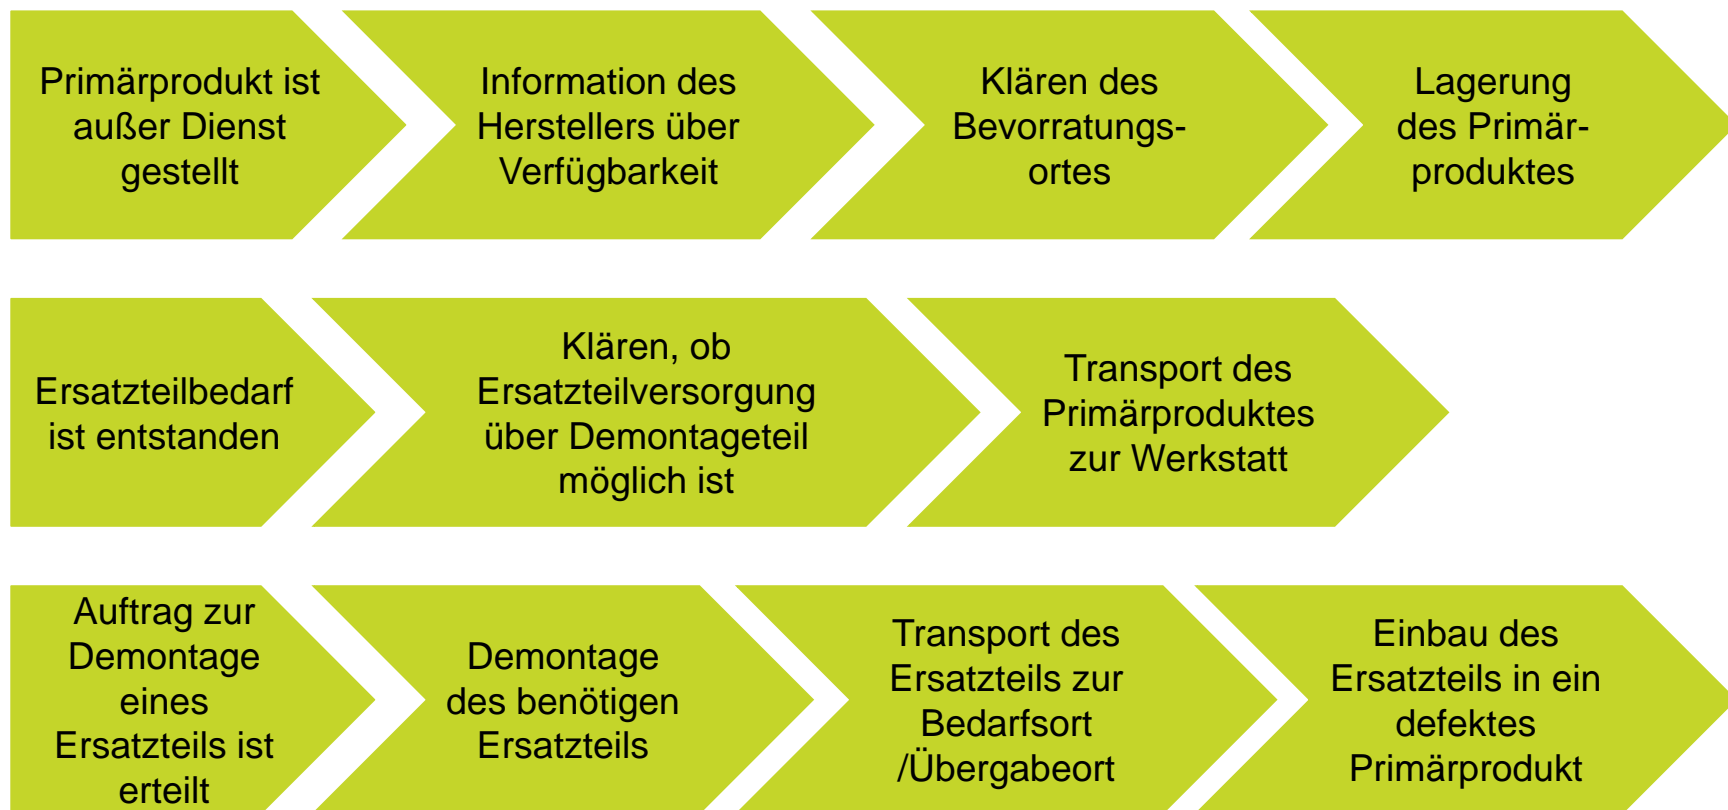 Primärprodukt ist
außer Dienst
gestellt
Information des
Herstellers über
Verfügbarkeit
Klären des
Bevorratungs-
ortes
Lagerung
des Primär-
produktes
Ersatzteilbedarf
ist entstanden
Klären, ob
Ersatzteilversorgung
über Demontageteil
möglich ist
Transport des
Primärproduktes
zur Werkstatt
Auftrag zur
Demontage
eines
Ersatzteils ist
erteilt
Demontage
des benötigen
Ersatzteils
Transport des
Ersatzteils zur
Bedarfsort
/Übergabeort
Einbau des
Ersatzteils in ein
defektes
Primärprodukt